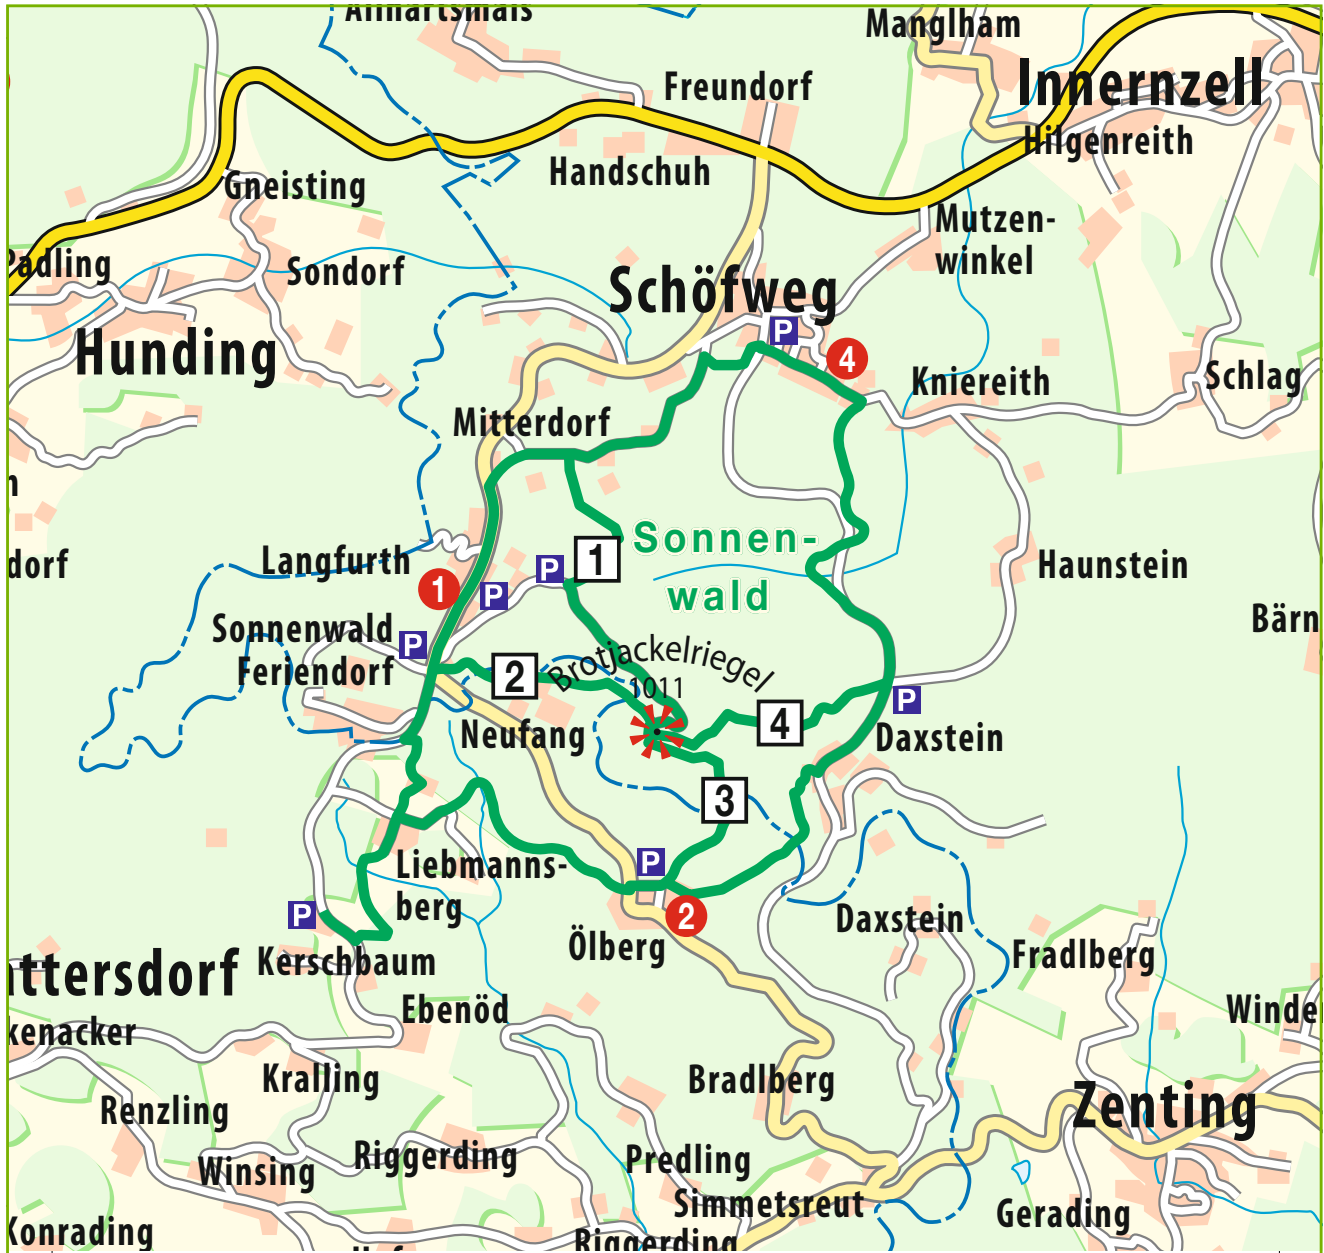 Manglham
Innernzell
Freundorf
Hilgenreith
Handschuh
Gneisting
Mutzen-
winkel
Padling
Sondorf
Schöfweg
P
Hunding
4
Kniereith
Schlag
Mitterdorf
Sonnen-
wald
Langfurth
P
1
Haunstein
dorf
1
P
Sonnenwald
P
Feriendorf
Bärn
2
Brotjackelriegel
1011
P
4
Neufang
Daxstein
3
P
Liebmanns-
berg
P
2
Daxstein
Ölberg
Fradlberg
Kerschbaum
ttersdorf
Ebenöd
Winde
kenacker
Kralling
Bradlberg
Zenting
Renzling
Riggerding
Predling
Winsing
Simmetsreut
Gerading
Konrading
Riggerding